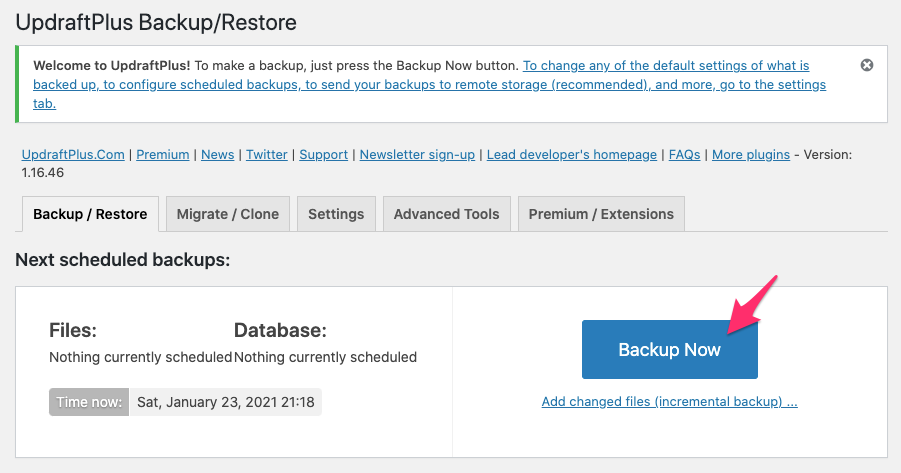 UpdraftPlus Backup/Restore
Welcome to UpdraftPlus! To make a backup, just press the Backup Now button. To change any of the default settings of what is
backed up, to configure scheduled backups, to send your backups to remote storage (recommended), and more, go to the settings
tab.
UpdraftPlus.Com | Premium | News | Twitter | Support | Newsletter sign-up | Lead developer's homepage | FAQs | More plugins - Version:
1.16.46
Backup / Restore Migrate / Clone Settings Advanced Tools Premium / Extensions
Next scheduled backups:
Files: Database:
Nothing currently scheduled Nothing currently scheduled
Time now: Sat, January 23, 2021 21:18
Backup Now
Add changed files (incremental backup) ...